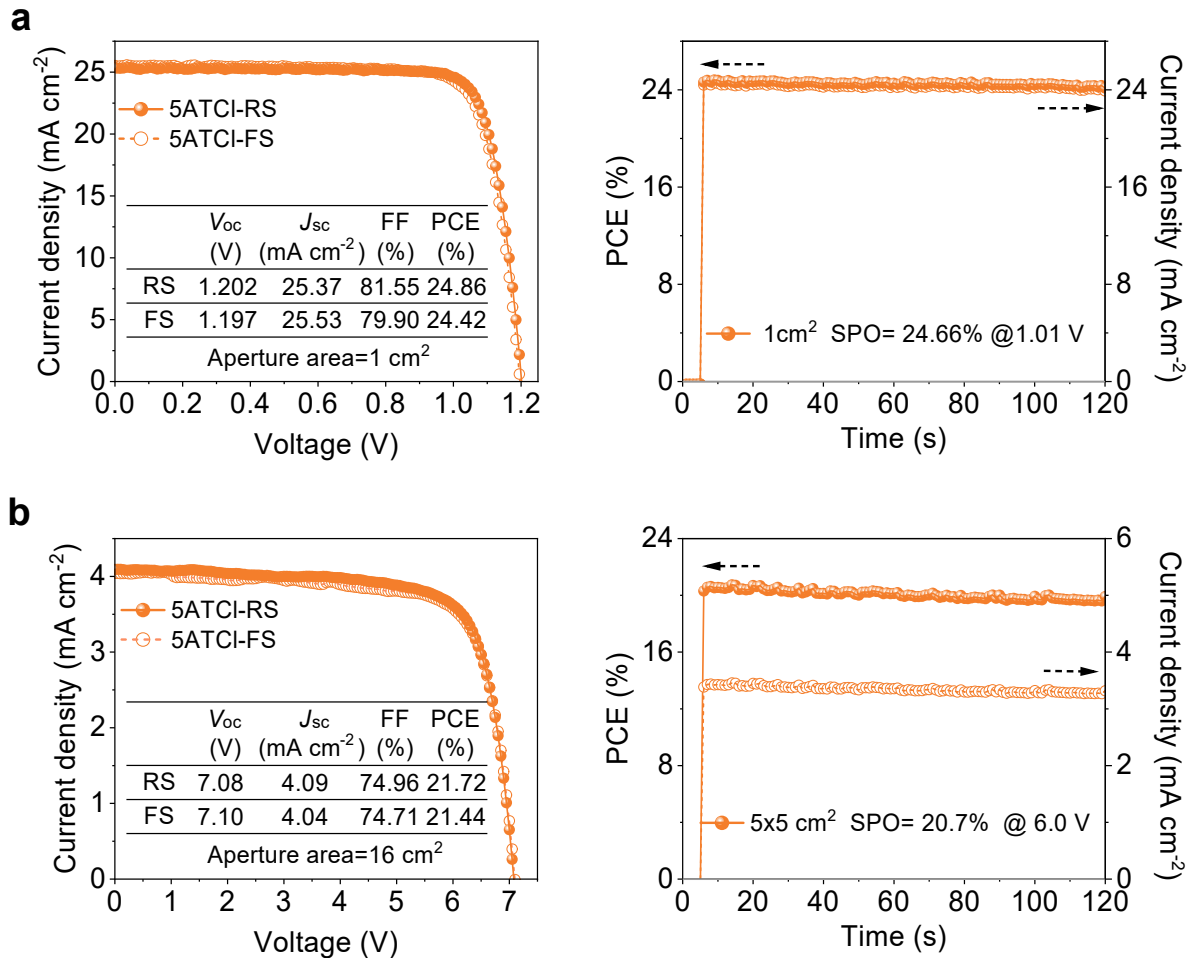 a
Current density (mA cm⁻²)
25
20
15
10
5
0
0.0 0.2 0.4 0.6 0.8 1.0 1.2
Voltage (V)
5ATCl-RS
5ATCl-FS
Voc Jsc FF PCE
(V) (mA cm⁻²) (%) (%)
RS 1.202 25.37 81.55 24.86
FS 1.197 25.53 79.90 24.42
Aperture area=1 cm²
PCE (%)
24
16
8
0
0 20 40 60 80 100 120
Time (s)
1cm² SPO= 24.66% @1.01 V
24
16
8
0
Current density (mA cm⁻²)
b
Current density (mA cm⁻²)
4
3
2
1
0
0 1 2 3 4 5 6 7
Voltage (V)
5ATCl-RS
5ATCl-FS
Voc Jsc FF PCE
(V) (mA cm⁻²) (%) (%)
RS 7.08 4.09 74.96 21.72
FS 7.10 4.04 74.71 21.44
Aperture area=16 cm²
PCE (%)
24
16
8
0
0 20 40 60 80 100 120
Time (s)
5x5 cm² SPO= 20.7% @ 6.0 V
6
4
2
0
Current density (mA cm⁻²)